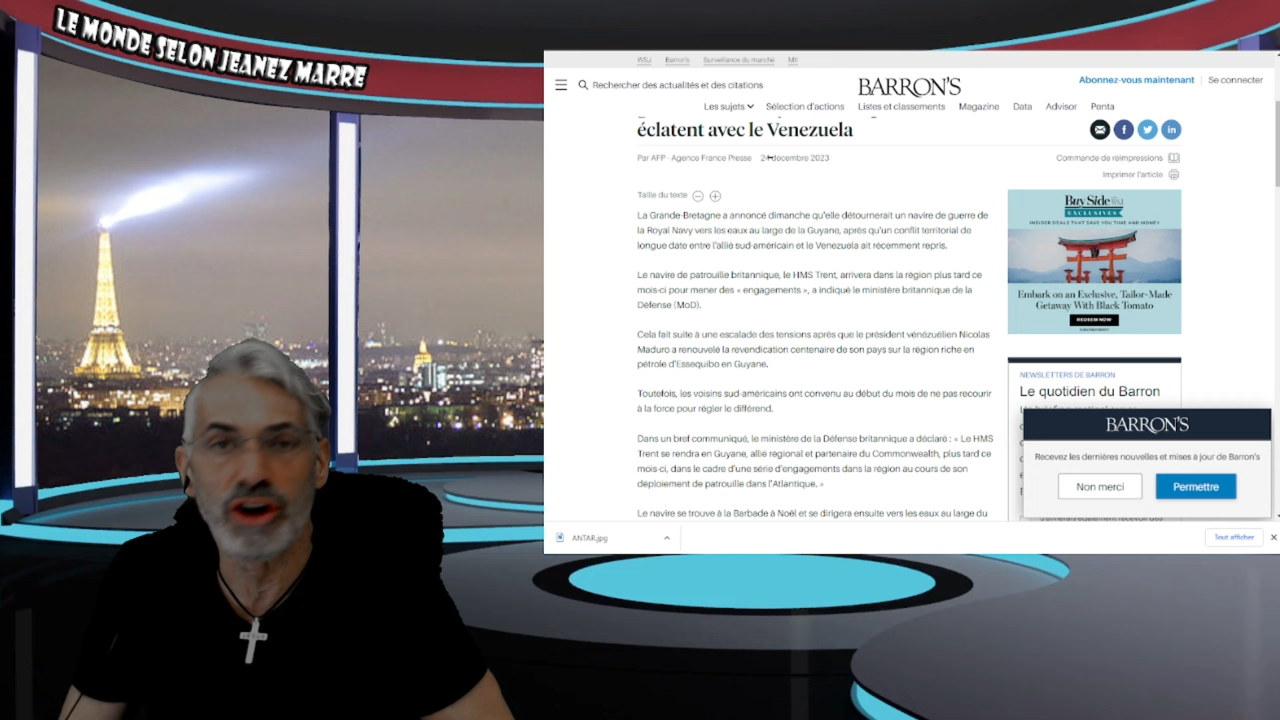 LE MONDE SELON JEANEZ MARRE
WSJ Barron's Surveillance du marché
Rechercher des actualités et des citations
BARRON'S
Abonnez-vous maintenant Se connecter
Les sujets Sélection d'actions Listes et classements Magazine Data Advisor Penta
éclatent avec le Venezuela
Par AFP - Agence France Presse
décembre 2023
Commande de réimpressions
Imprimer l'article
Taille du texte
La Grande-Bretagne a annoncé dimanche qu'elle détournerait un navire de guerre de
la Royal Navy vers les eaux au large de la Guyane, après qu'un conflit territorial de
longue date entre l'allié sud-américain et le Venezuela ait récemment repris.
Le navire de patrouille britannique, le HMS Trent, arrivera dans la région plus tard ce
mois-ci pour mener des « engagements », a indiqué le ministère britannique de la
Défense (MoD).
Cela fait suite à une escalade des tensions après que le président vénézuélien Nicolas
Maduro a renouvelé la revendication centenaire de son pays sur la région riche en
pétrole d'Essequibo en Guyane.
Toutefois, les voisins sud-américains ont convenu au début du mois de ne pas recourir
à la force pour régler le différend.
Dans un bref communiqué, le ministère de la Défense britannique a déclaré : « Le HMS
Trent se rendra en Guyane, allié régional et partenaire du Commonwealth, plus tard ce
mois-ci, dans le cadre d'une série d'engagements dans la région au cours de son
déploiement de patrouille dans l'Atlantique. »
Le navire se trouve à la Barbade à Noël et se dirigera ensuite vers les eaux au large du
Buy Side WSJ
EXCLUSIVES
INSIDER DEALS THAT SAVE YOU TIME AND MONEY
Embark on an Exclusive, Tailor-Made
Getaway With Black Tomato
REDEEM NOW
NEWSLETTERS DE BARRON
Le quotidien du Barron
BARRON'S
Recevez les dernières nouvelles et mises à jour de Barron's
Non merci Permettre
ANTAR.jpg
Tout afficher